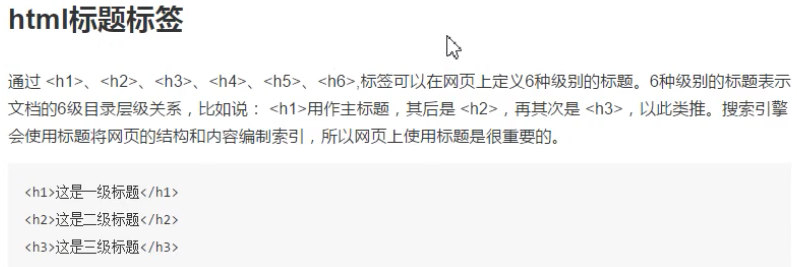 html标题标签
通过 <h1>、<h2>、<h3>、<h4>、<h5>、<h6>,标签可以在网页上定义6种级别的标题。6种级别的标题表示
文档的6级目录层级关系，比如说： <h1>用作主标题，其后是 <h2>，再其次是 <h3>，以此类推。搜索引擎
会使用标题将网页的结构和内容编制索引，所以网页上使用标题是很重要的。
<h1>这是一级标题</h1>
<h2>这是二级标题</h2>
<h3>这是三级标题</h3>